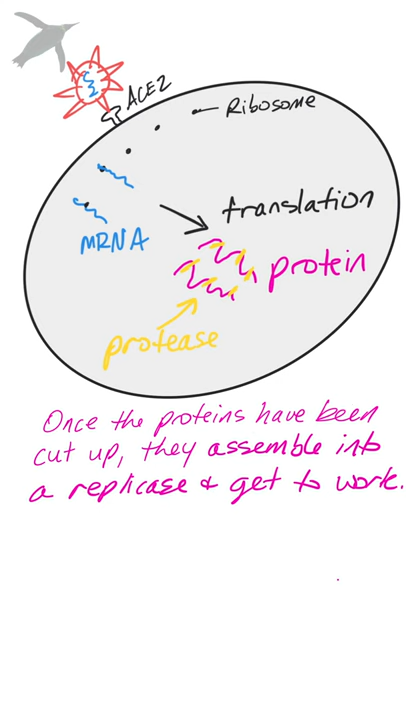 ACE2
Ribosome
translation
mRNA
protein
protease
Once the proteins have been
cut up, they assemble into
a replicase & get to work.